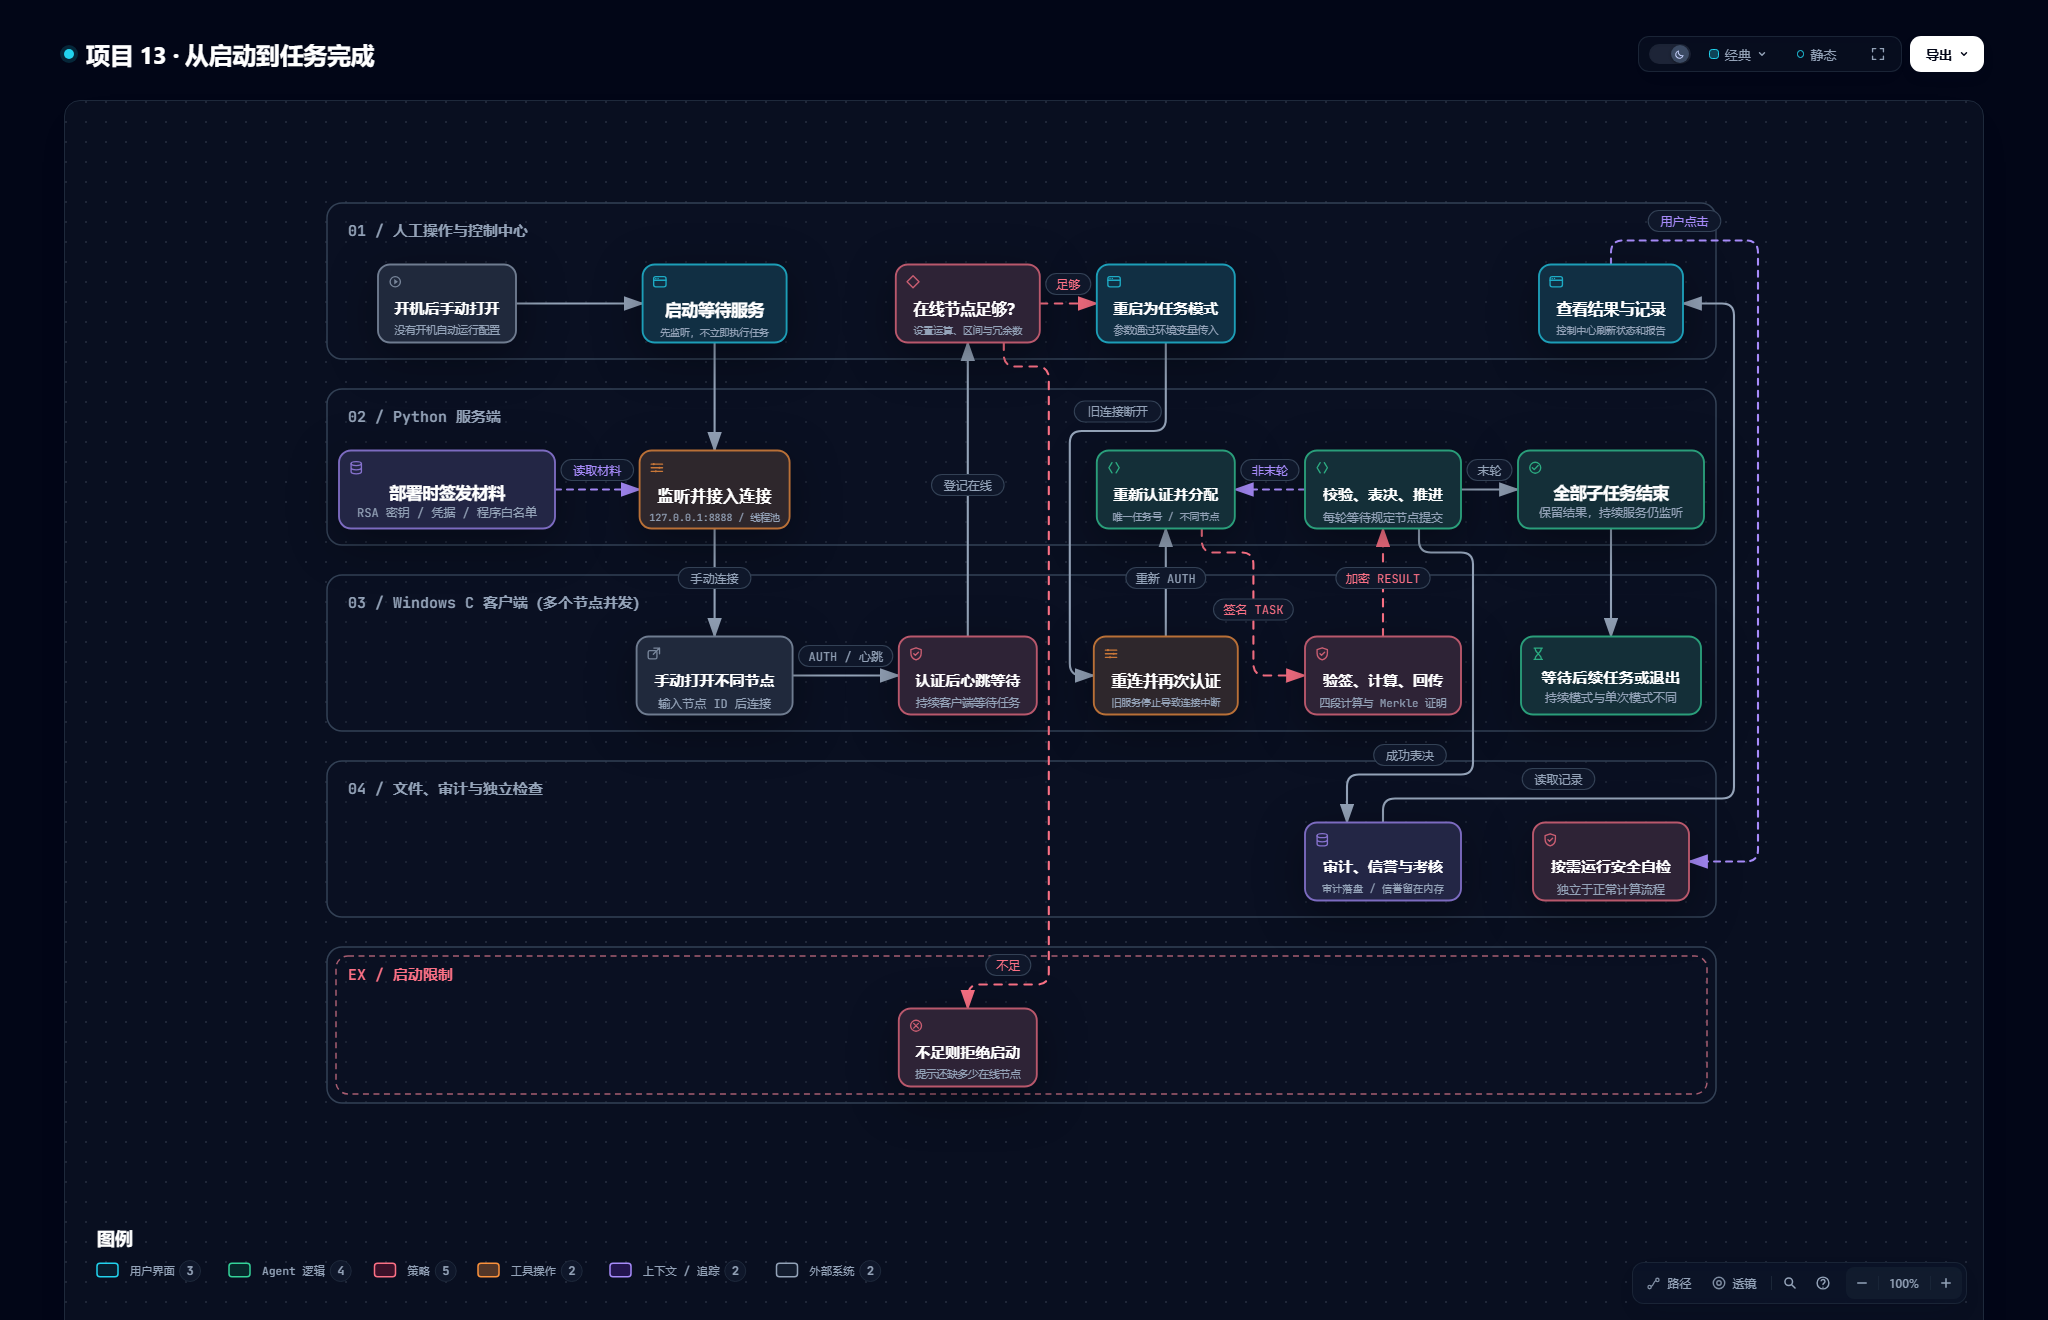 项目 13 · 从启动到任务完成
经典
静态
导出
01 / 人工操作与控制中心
用户点击
开机后手动打开
没有开机自动运行配置
启动等待服务
先监听，不立即执行任务
在线节点足够？
设置运算、区间与冗余数
足够
重启为任务模式
参数通过环境变量传入
查看结果与记录
控制中心刷新状态和报告
02 / Python 服务端
旧连接断开
部署时签发材料
RSA 密钥 / 凭据 / 程序白名单
读取材料
监听并接入连接
127.0.0.1:8888 / 线程池
登记在线
重新认证并分配
唯一任务号 / 不同节点
非末轮
校验、表决、推进
每轮等待规定节点提交
末轮
全部子任务结束
保留结果，持续服务仍监听
手动连接
重新 AUTH
加密 RESULT
03 / Windows C 客户端 (多个节点并发)
签名 TASK
手动打开不同节点
输入节点 ID 后连接
AUTH / 心跳
认证后心跳等待
持续客户端等待任务
重连并再次认证
旧服务停止导致连接中断
验签、计算、回传
四段计算与 Merkle 证明
等待后续任务或退出
持续模式与单次模式不同
成功表决
读取记录
04 / 文件、审计与独立检查
审计、信誉与考核
审计落盘 / 信誉留在内存
按需运行安全自检
独立于正常计算流程
不足
EX / 启动限制
不足则拒绝启动
提示还缺多少在线节点
图例
用户界面 3
Agent 逻辑 4
策略 5
工具操作 2
上下文 / 追踪 2
外部系统 2
路径
透镜
100%